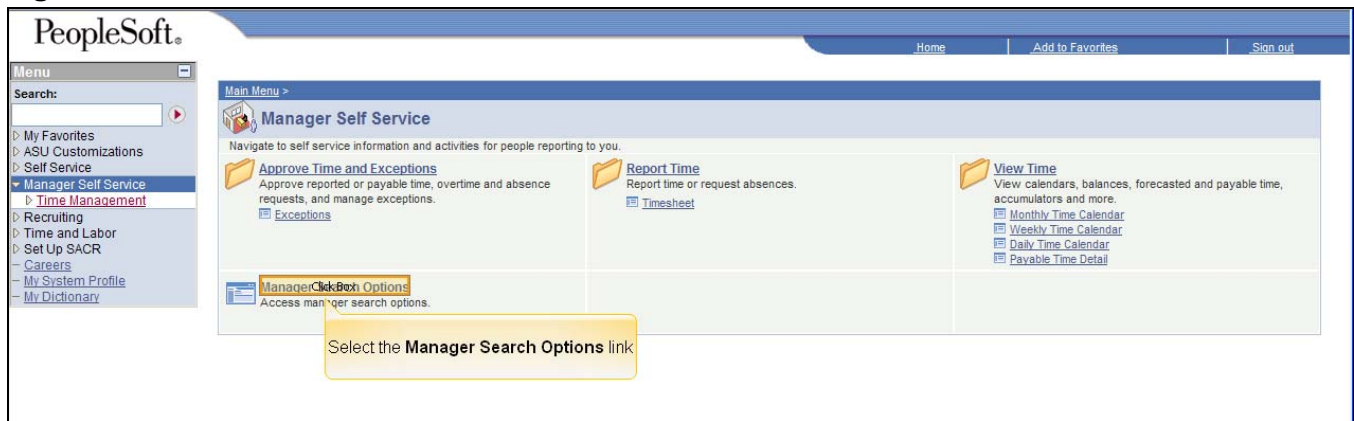 PeopleSoft®
Home
Add to Favorites
Sign out
Menu
Search:
My Favorites
ASU Customizations
Self Service
Manager Self Service
Time Management
Recruiting
Time and Labor
Set Up SACR
Careers
My System Profile
My Dictionary
Main Menu >
Manager Self Service
Navigate to self service information and activities for people reporting to you.
Approve Time and Exceptions
Approve reported or payable time, overtime and absence
requests, and manage exceptions.
Exceptions
Report Time
Report time or request absences.
Timesheet
View Time
View calendars, balances, forecasted and payable time,
accumulators and more.
Monthly Time Calendar
Weekly Time Calendar
Daily Time Calendar
Payable Time Detail
Manager Search Options
Click Box
Access manager search options.
Select the Manager Search Options link